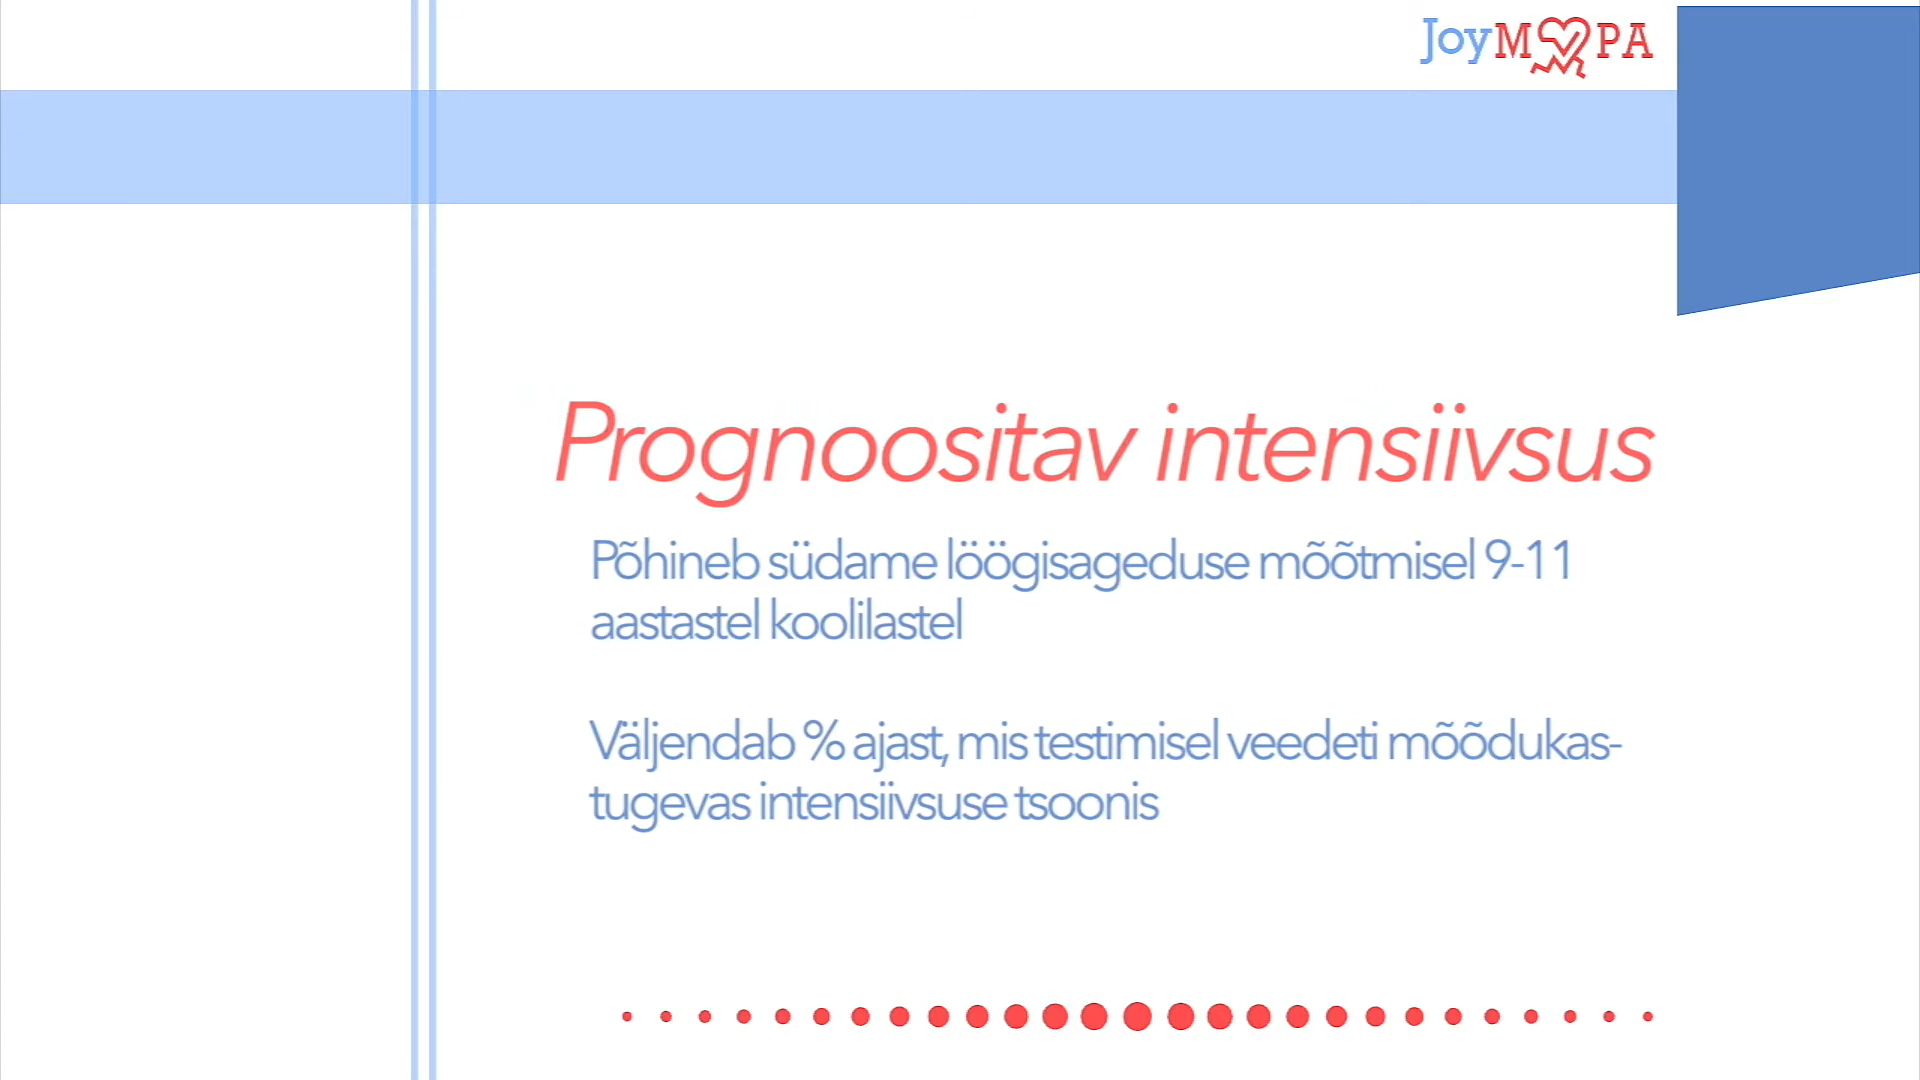 JoyMVPA
Prognoositav intensiivsus
Põhineb südame löögisageduse mõõtmisel 9-11
aastastel koolilastel
Väljendab % ajast, mis testimisel veedeti mõõdukas-
tugevas intensiivsuse tsoonis